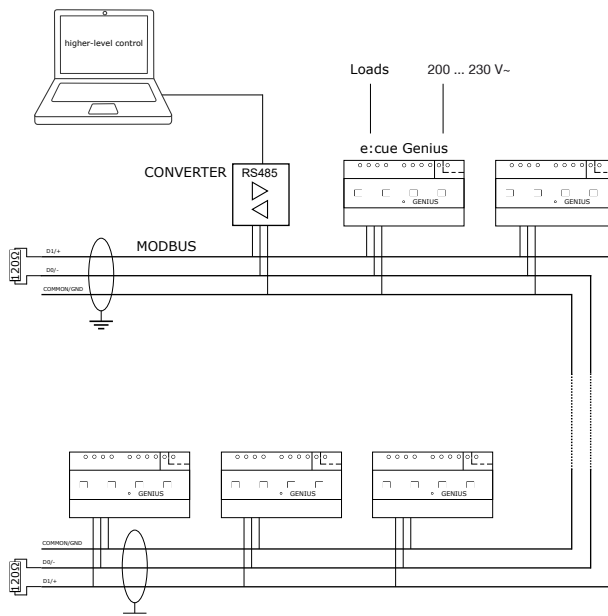 higher-level control
Loads
200 ... 230 V~
e:cue Genius
CONVERTER
RS485
GENIUS
GENIUS
MODBUS
120Ω
D1/+
D0/-
COMMON/GND
GENIUS
GENIUS
GENIUS
COMMON/GND
120Ω
D0/-
D1/+